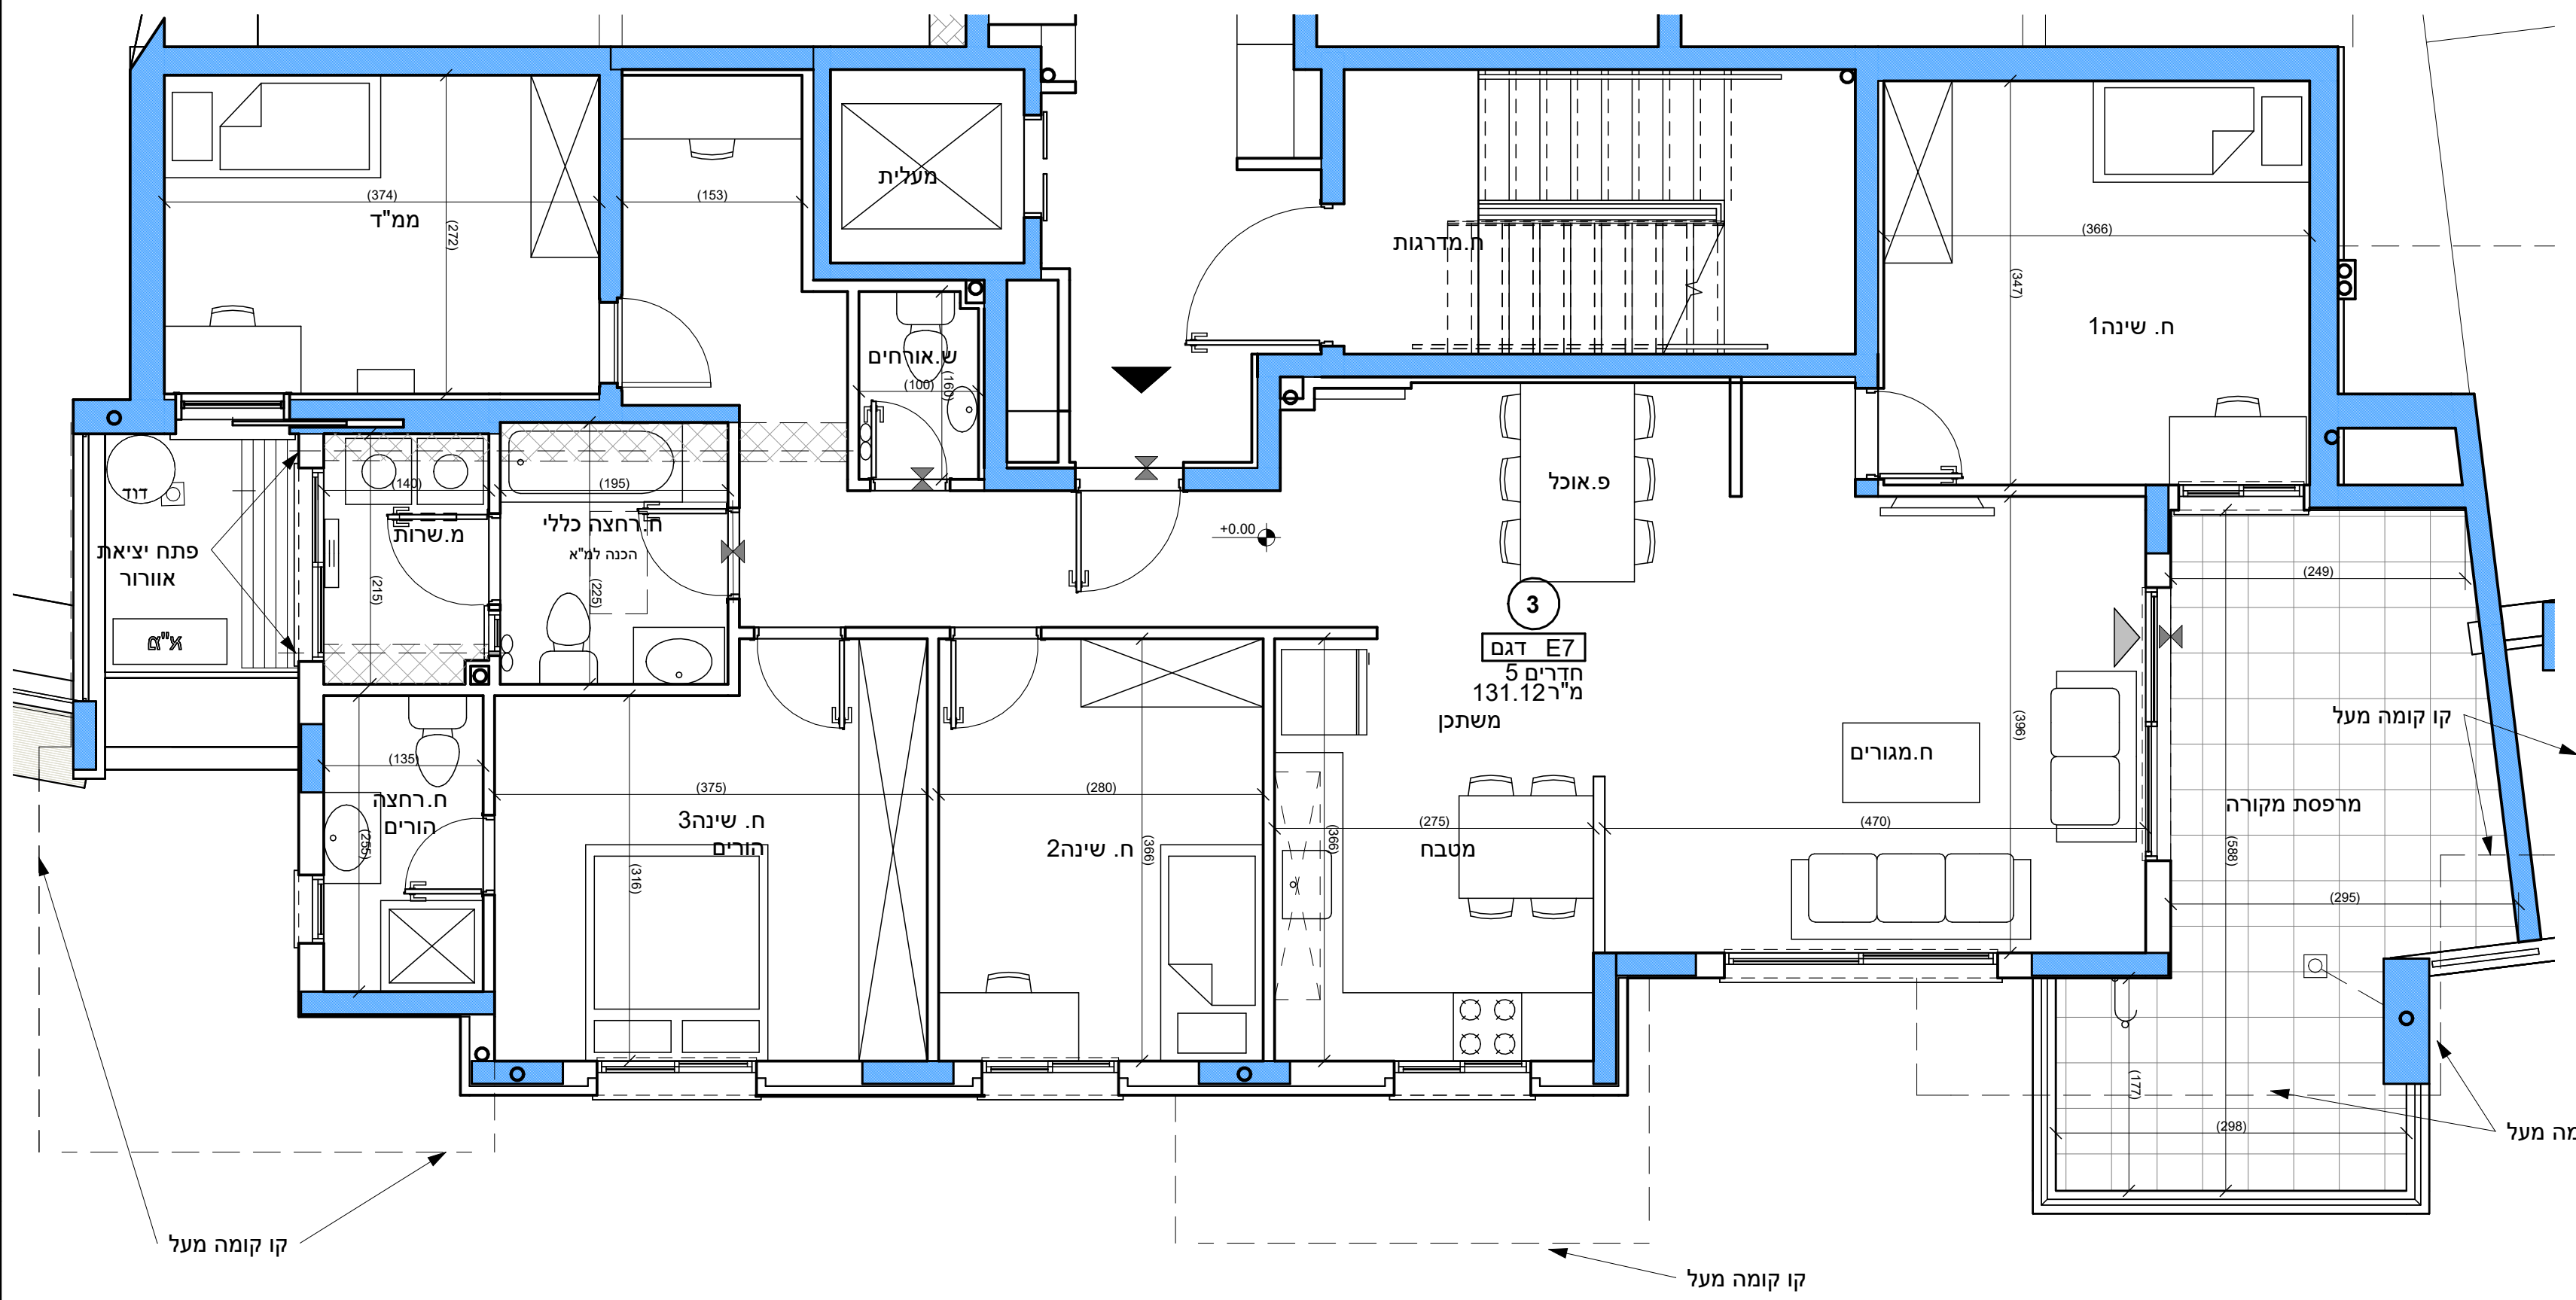 מעלית
(374)
ממ"ד
(272)
(153)
ח.מדרגות
(366)
(347)
ח. שינה1
ש.אורחים
(100)
(160)
פ.אוכל
דוד
(140)
(195)
מ.שרות
ח.רחצה כללי
הכנה למ"א
פתח יציאת
אוורור
(215)
(225)
מ"א
+0.00
3
דגם E7
5 חדרים
131.12 מ"ר
משתכן
(249)
קו קומה מעל
(396)
ח.מגורים
מרפסת מקורה
(135)
ח.רחצה
הורים
(255)
(375)
ח. שינה3
הורים
(316)
(280)
ח. שינה2
(366)
(275)
מטבח
(366)
(470)
(588)
(295)
(177)
(298)
מה מעל
קו קומה מעל
קו קומה מעל